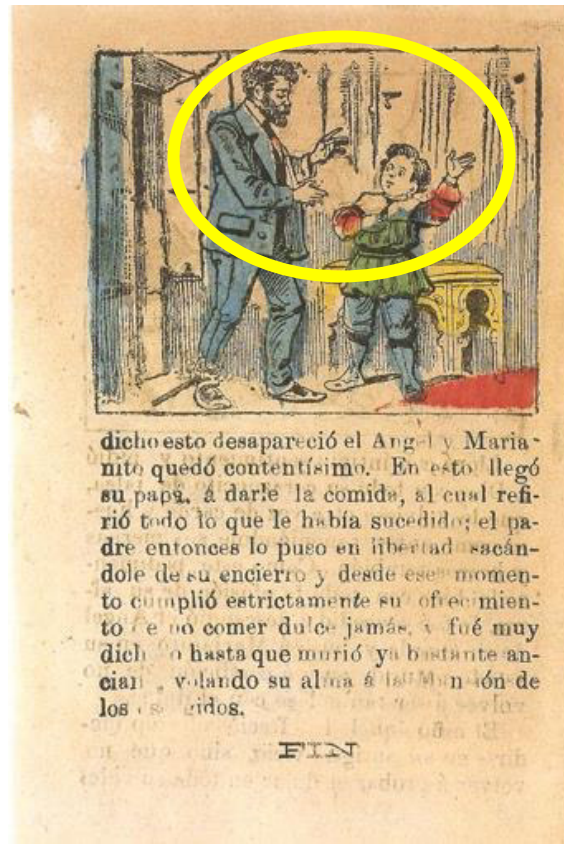 dicho esto desapareció el Angel y Maria-
nito quedó contentísimo. En esto llegó
su papá, á darle la comida, al cual refi-
rió todo lo que le había sucedido; el pa-
dre entonces lo puso en libertad sacán-
dole de su encierro y desde ese momen-
to cumplió estrictamente su ofrecimien-
to de no comer dulce jamás, y fué muy
hasta que murió ya bastante an-
volando su alma á la de
los
FIN